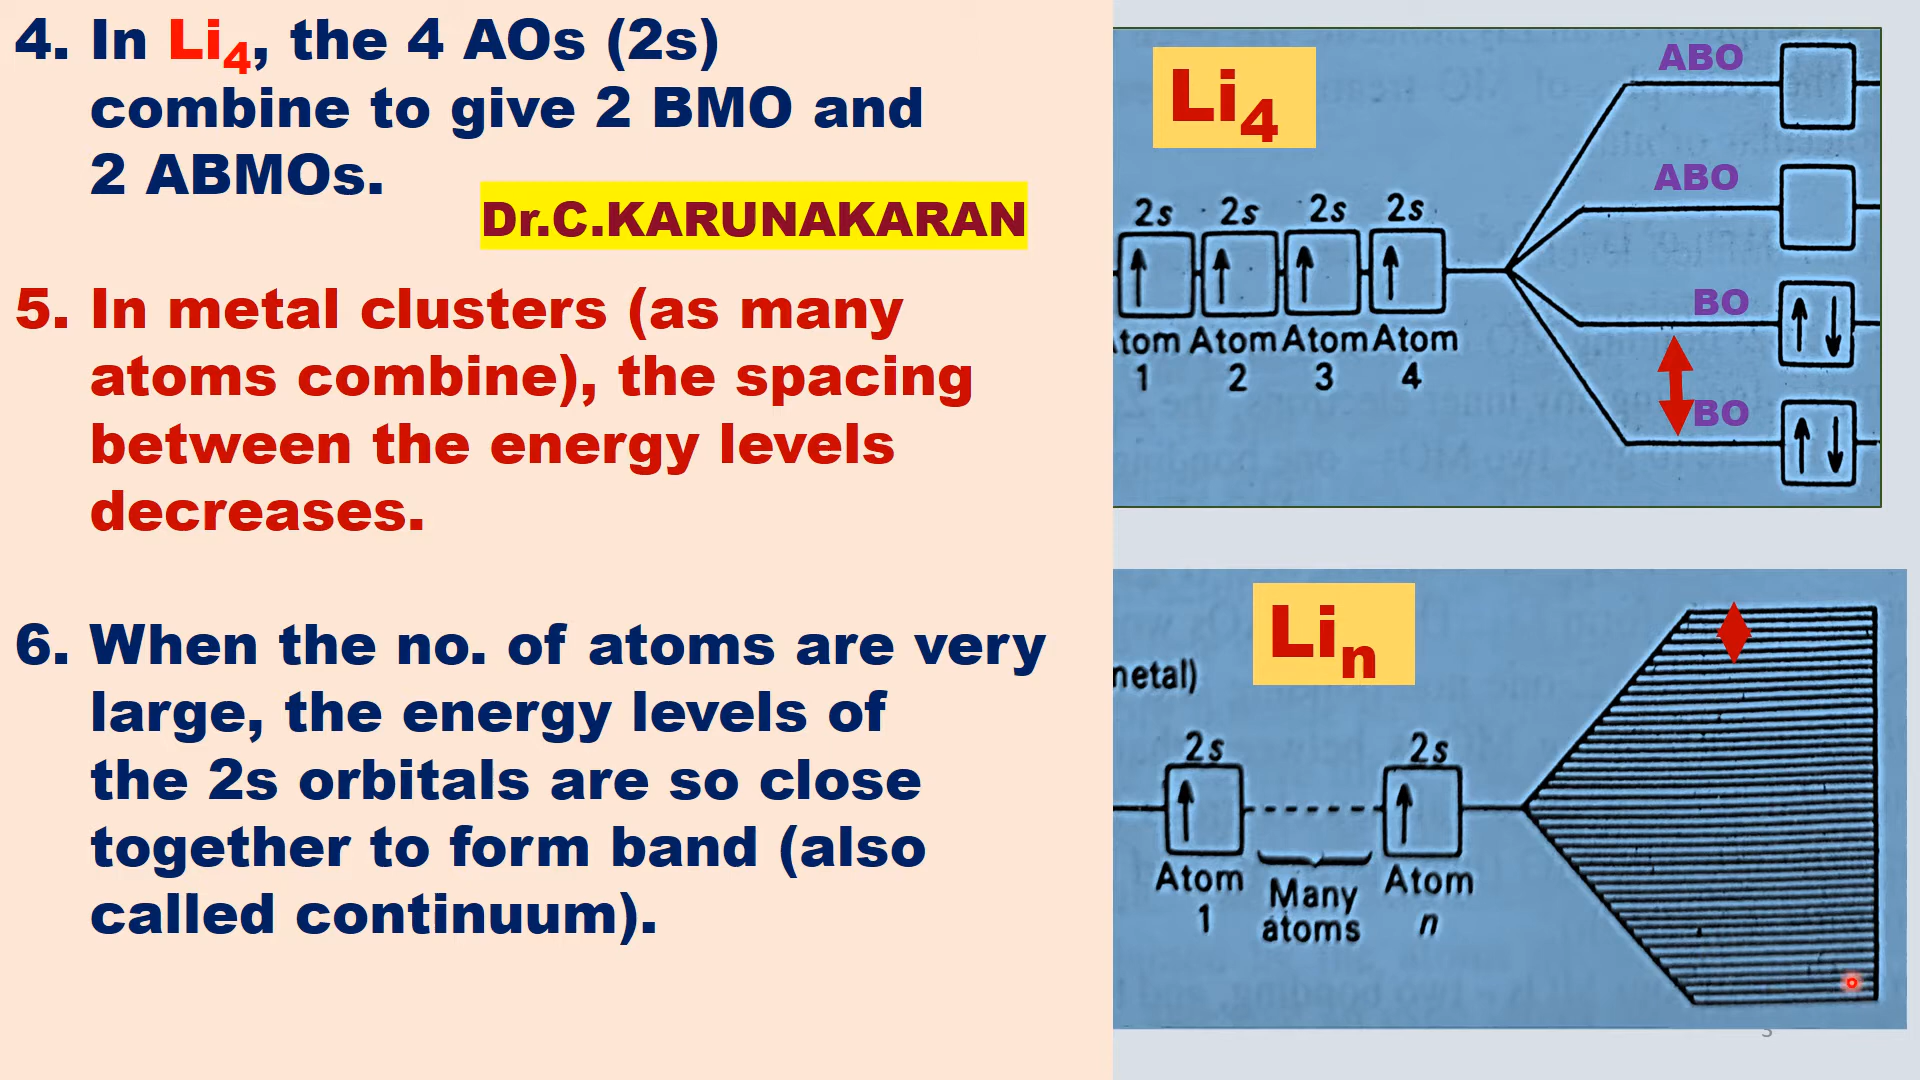 4. In Li4, the 4 AOs (2s)
combine to give 2 BMO and
2 ABMOs.
Dr.C.KARUNAKARAN
5. In metal clusters (as many
atoms combine), the spacing
between the energy levels
decreases.
6. When the no. of atoms are very
large, the energy levels of
the 2s orbitals are so close
together to form band (also
called continuum).
Li4
ABO
ABO
2s 2s 2s 2s
BO
tom Atom Atom Atom
1 2 3 4
BO
Lin
netal)
2s 2s
Atom Many Atom
1 atoms n
3